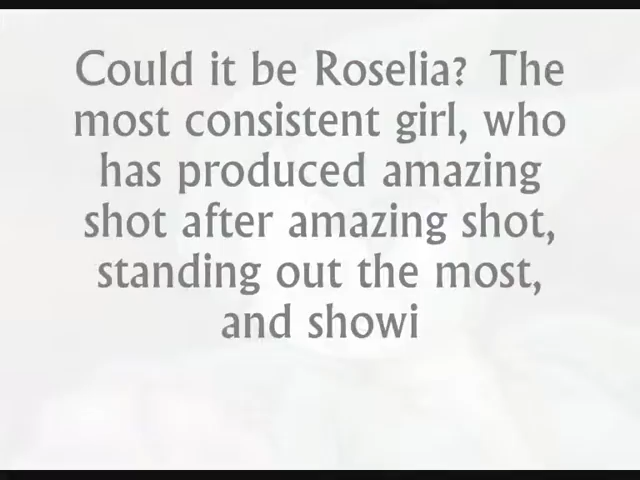 Could it be Roselia? The
most consistent girl, who
has produced amazing
shot after amazing shot,
standing out the most,
and showi